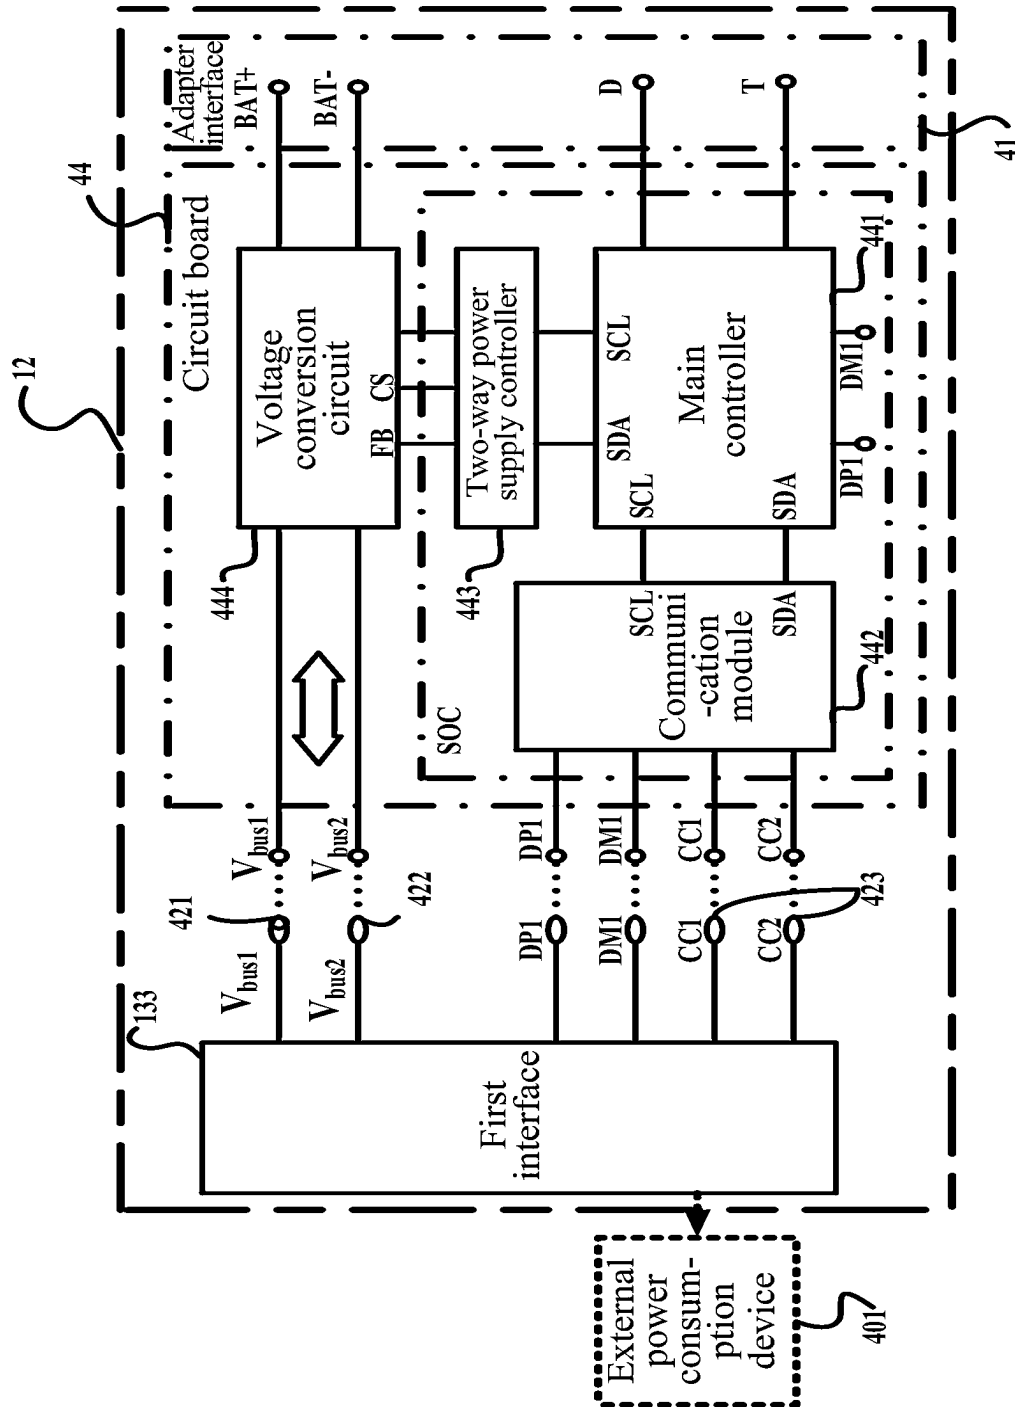 12
44
Circuit board
Adapter
interface
BAT+
BAT-
D
T
41
Voltage
conversion
circuit
FB
CS
444
Two-way power
supply controller
443
SCL
SDA
SCL
SDA
Main
controller
441
DM1
DP1
SOC
SCL
SDA
Communi
-cation
module
442
Vbus1
Vbus2
DP1
DM1
CC1
CC2
421
422
423
Vbus1
Vbus2
DP1
DM1
CC1
CC2
133
First
interface
External
power
consum-
ption
device
401